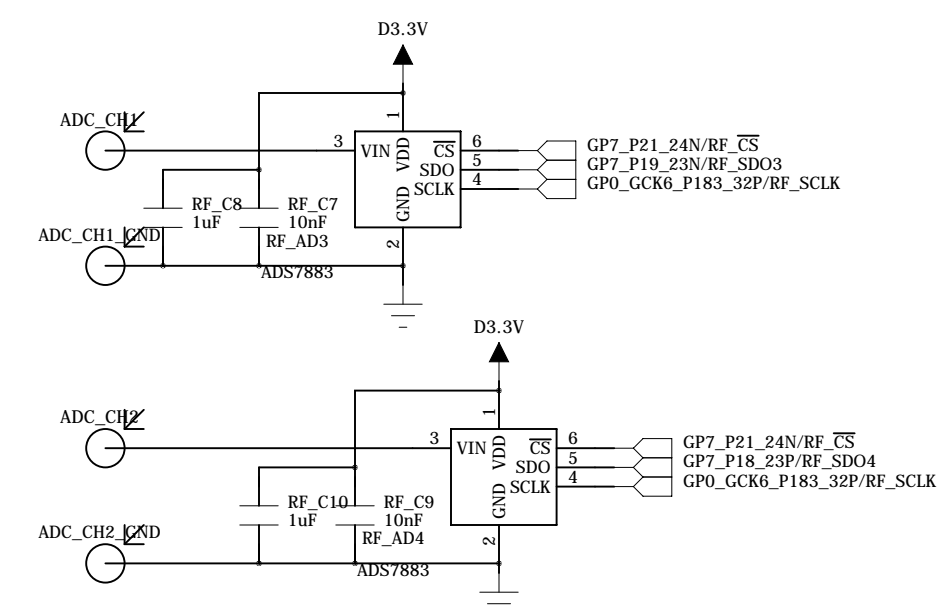 D3.3V
ADC_CH1
1
3
VIN
VDD
CS
6
GP7_P21_24N/RF_CS
SDO
5
GP7_P19_23N/RF_SDO3
SCLK
4
GP0_GCK6_P183_32P/RF_SCLK
GND
RF_C8
1uF
RF_C7
10nF
ADC_CH1_GND
RF_AD3
2
ADS7883
D3.3V
ADC_CH2
1
3
VIN
VDD
CS
6
GP7_P21_24N/RF_CS
SDO
5
GP7_P18_23P/RF_SDO4
SCLK
4
GP0_GCK6_P183_32P/RF_SCLK
GND
RF_C10
1uF
RF_C9
10nF
ADC_CH2_GND
RF_AD4
2
ADS7883